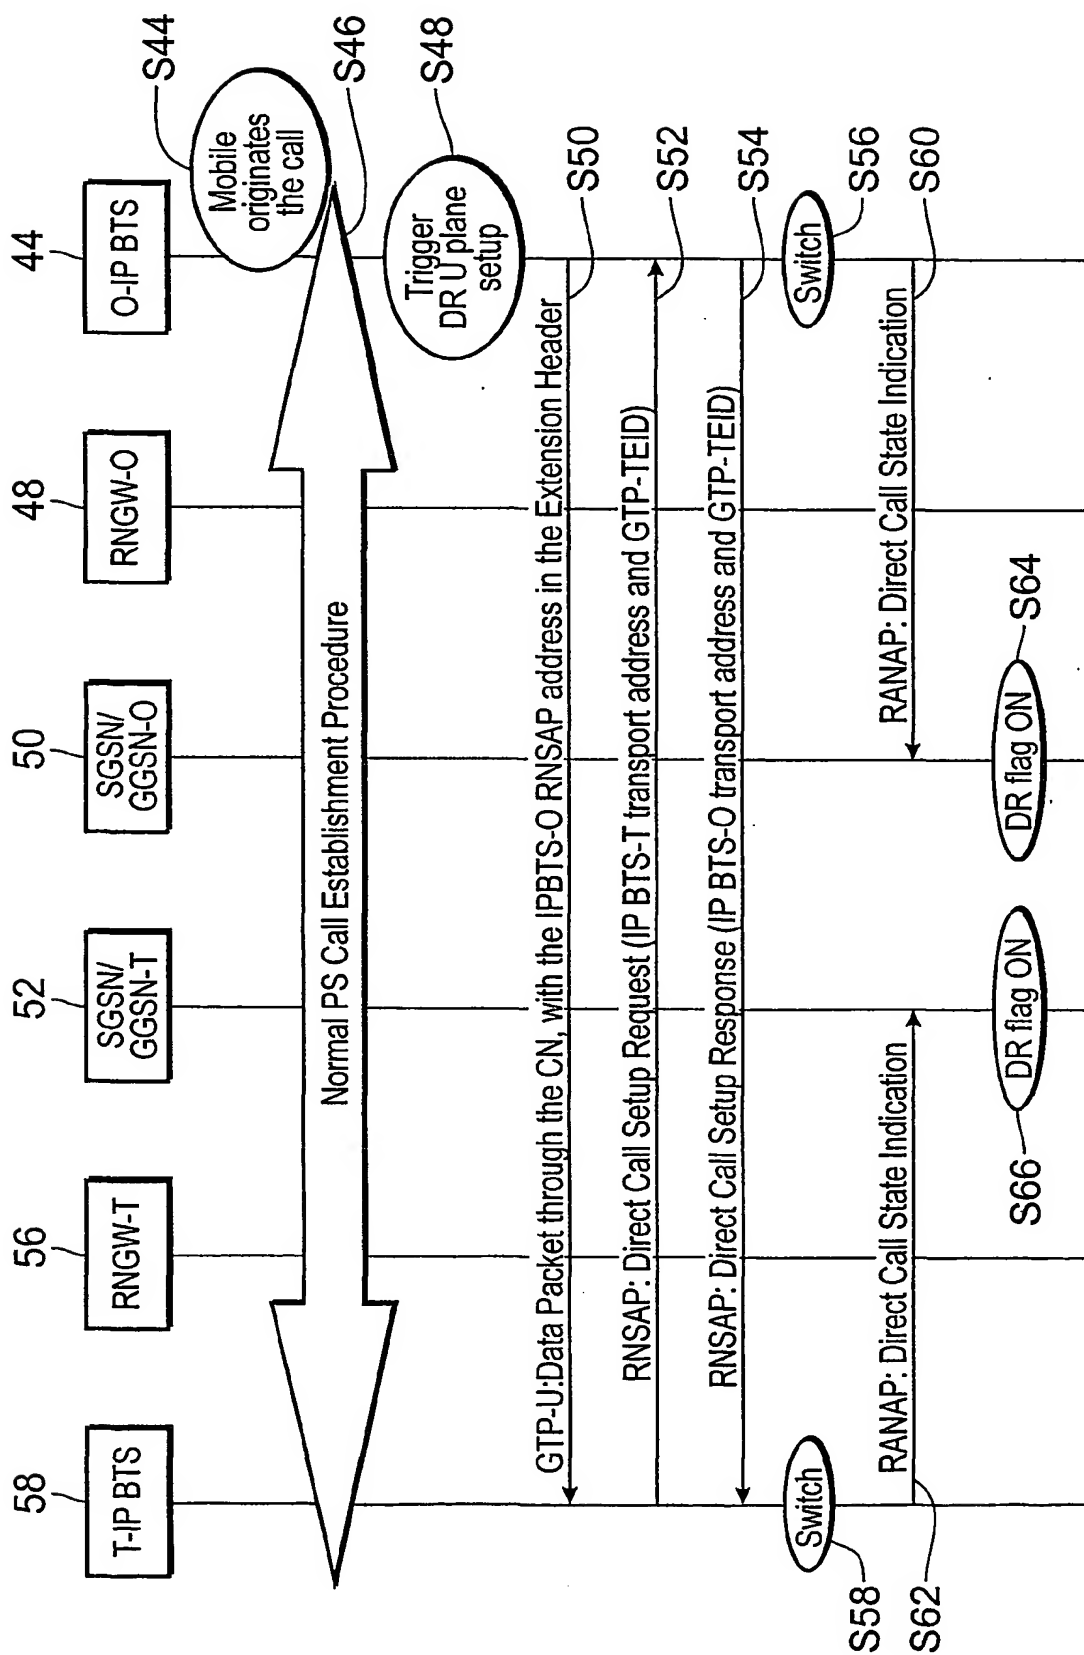 58
56
52
50
48
44
T-IP BTS
RNGW-T
SGSN/
GGSN-T
SGSN/
GGSN-O
RNGW-O
O-IP BTS
S44
Mobile
originates
the call
Normal PS Call Establishment Procedure
S46
Trigger
DR U plane
setup
S48
GTP-U:Data Packet through the CN, with the IPBTS-O RNSAP address in the Extension Header
S50
RNSAP: Direct Call Setup Request (IP BTS-T transport address and GTP-TEID)
S52
RNSAP: Direct Call Setup Response (IP BTS-O transport address and GTP-TEID)
S54
Switch
S58
Switch
S56
RANAP: Direct Call State Indication
S62
RANAP: Direct Call State Indication
S60
DR flag ON
S66
DR flag ON
S64